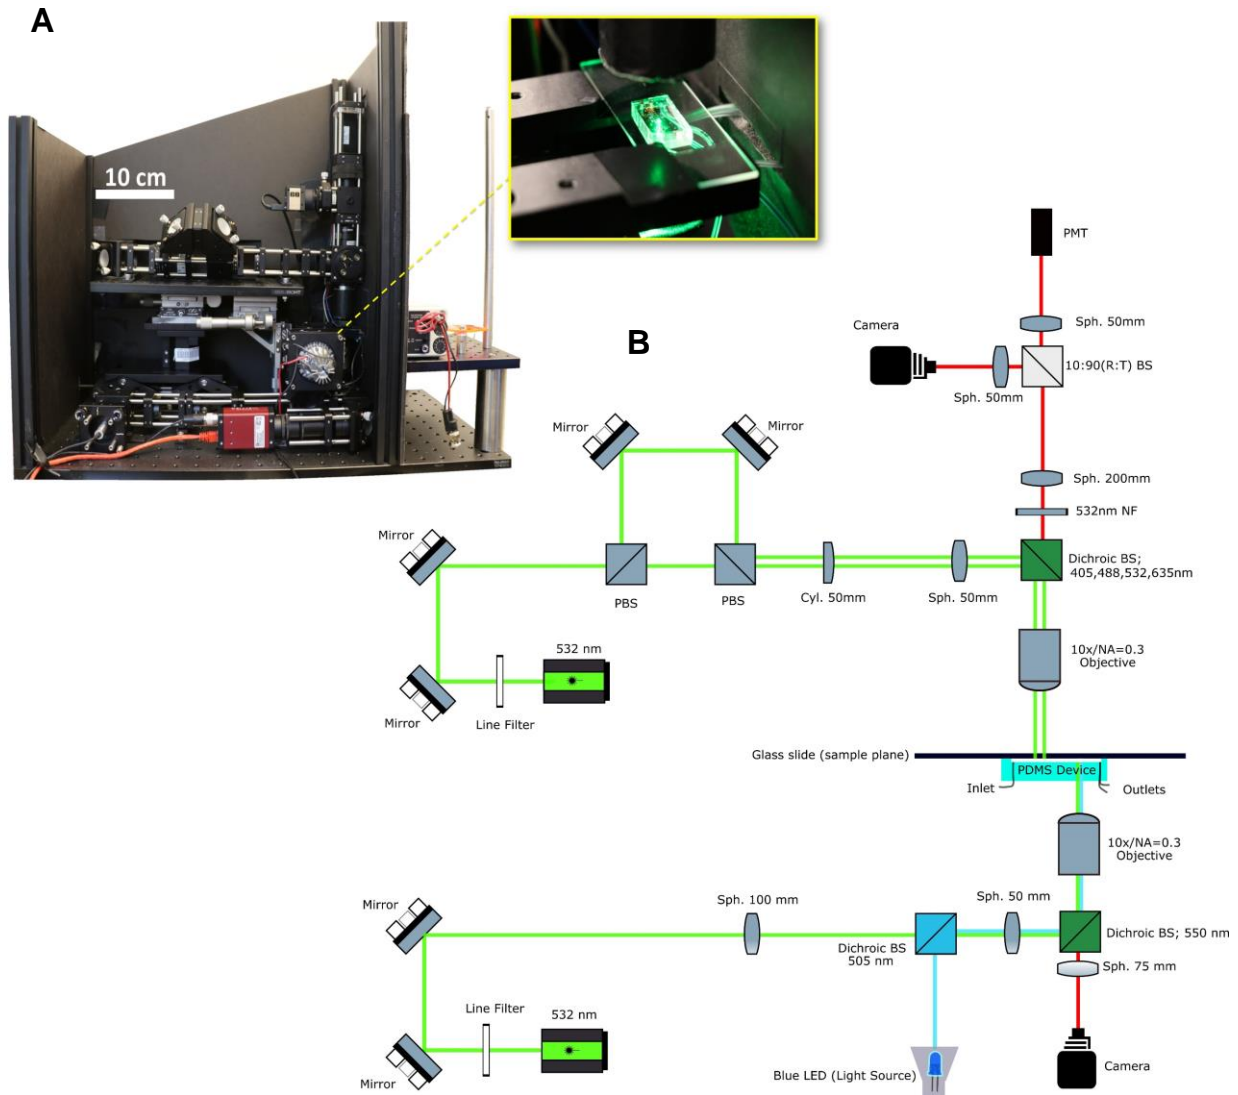 A
10 cm
B
PMT
Sph. 50mm
Camera
10:90(R:T) BS
Sph. 50mm
Mirror
Mirror
Sph. 200mm
532nm NF
Mirror
Dichroic BS;
405,488,532,635nm
PBS
PBS
Cyl. 50mm
Sph. 50mm
532 nm
10x/NA=0.3
Objective
Mirror
Line Filter
Glass slide (sample plane)
PDMS Device
Inlet
Outlets
10x/NA=0.3
Objective
Mirror
Sph. 100 mm
Sph. 50 mm
Dichroic BS
505 nm
Dichroic BS; 550 nm
Sph. 75 mm
Line Filter
532 nm
Mirror
Blue LED (Light Source)
Camera